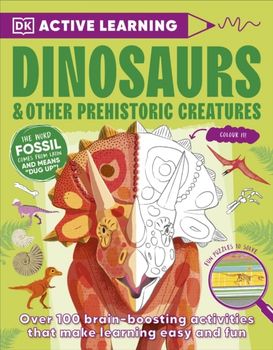 DK ACTIVE LEARNING
DINOSAURS
& OTHER PREHISTORIC CREATURES
THE WORD
FOSSIL
COMES FROM LATIN
AND MEANS
"DUG UP"!
COLOUR ME
FUN PUZZLES TO SOLVE
Over 100 brain-boosting activities
that make learning easy and fun